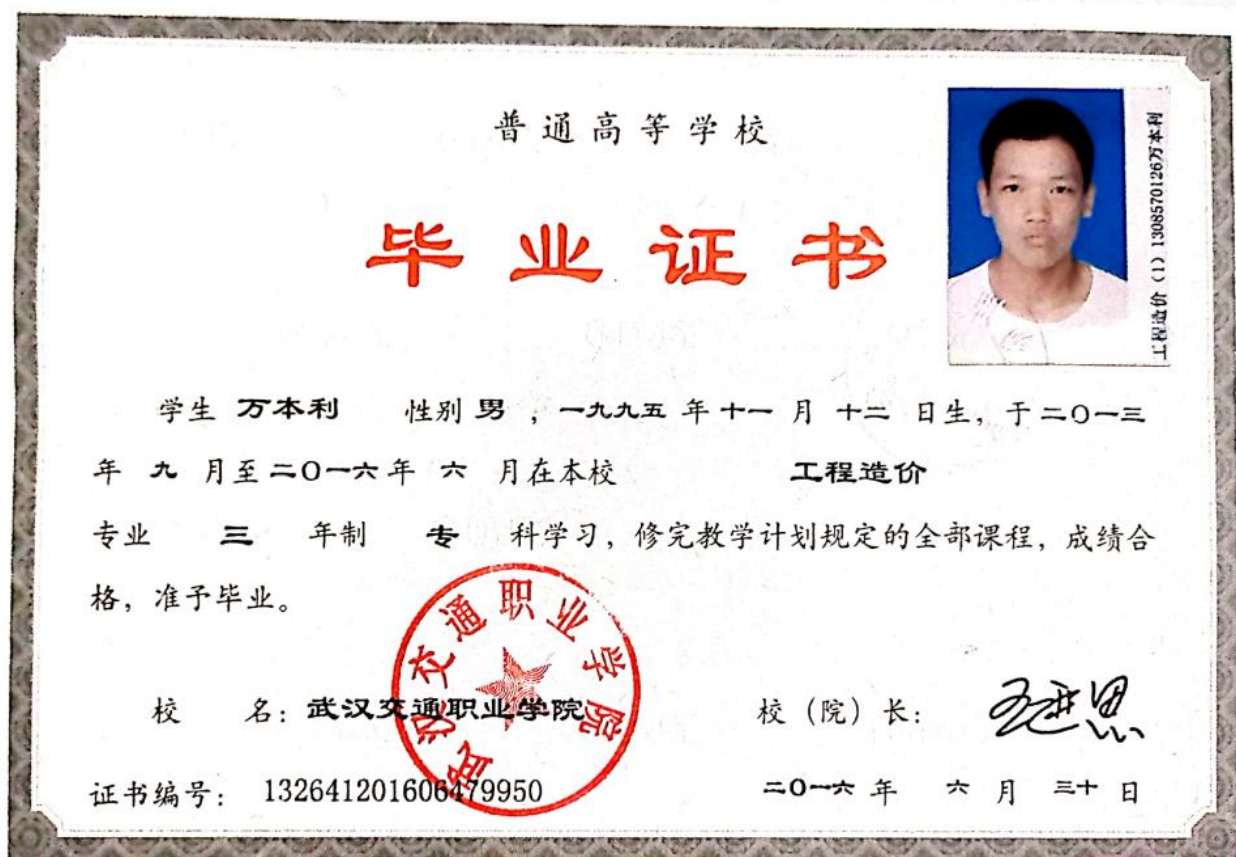 普通高等学校
毕业证书
工程造价(1)1308570126万本利
学生 万本利 性别 男 ,一九九五 年 十一 月 十二 日生,于二〇一三
年 九 月至 二〇一六 年 六 月在本校 工程造价
专业 三 年制 专 科学习,修完教学计划规定的全部课程,成绩合
格,准予毕业。
武汉交通职业学院
校 名:武汉交通职业学院 校(院)长:
证书编号: 132641201606479950 二〇一六 年 六 月 三十 日